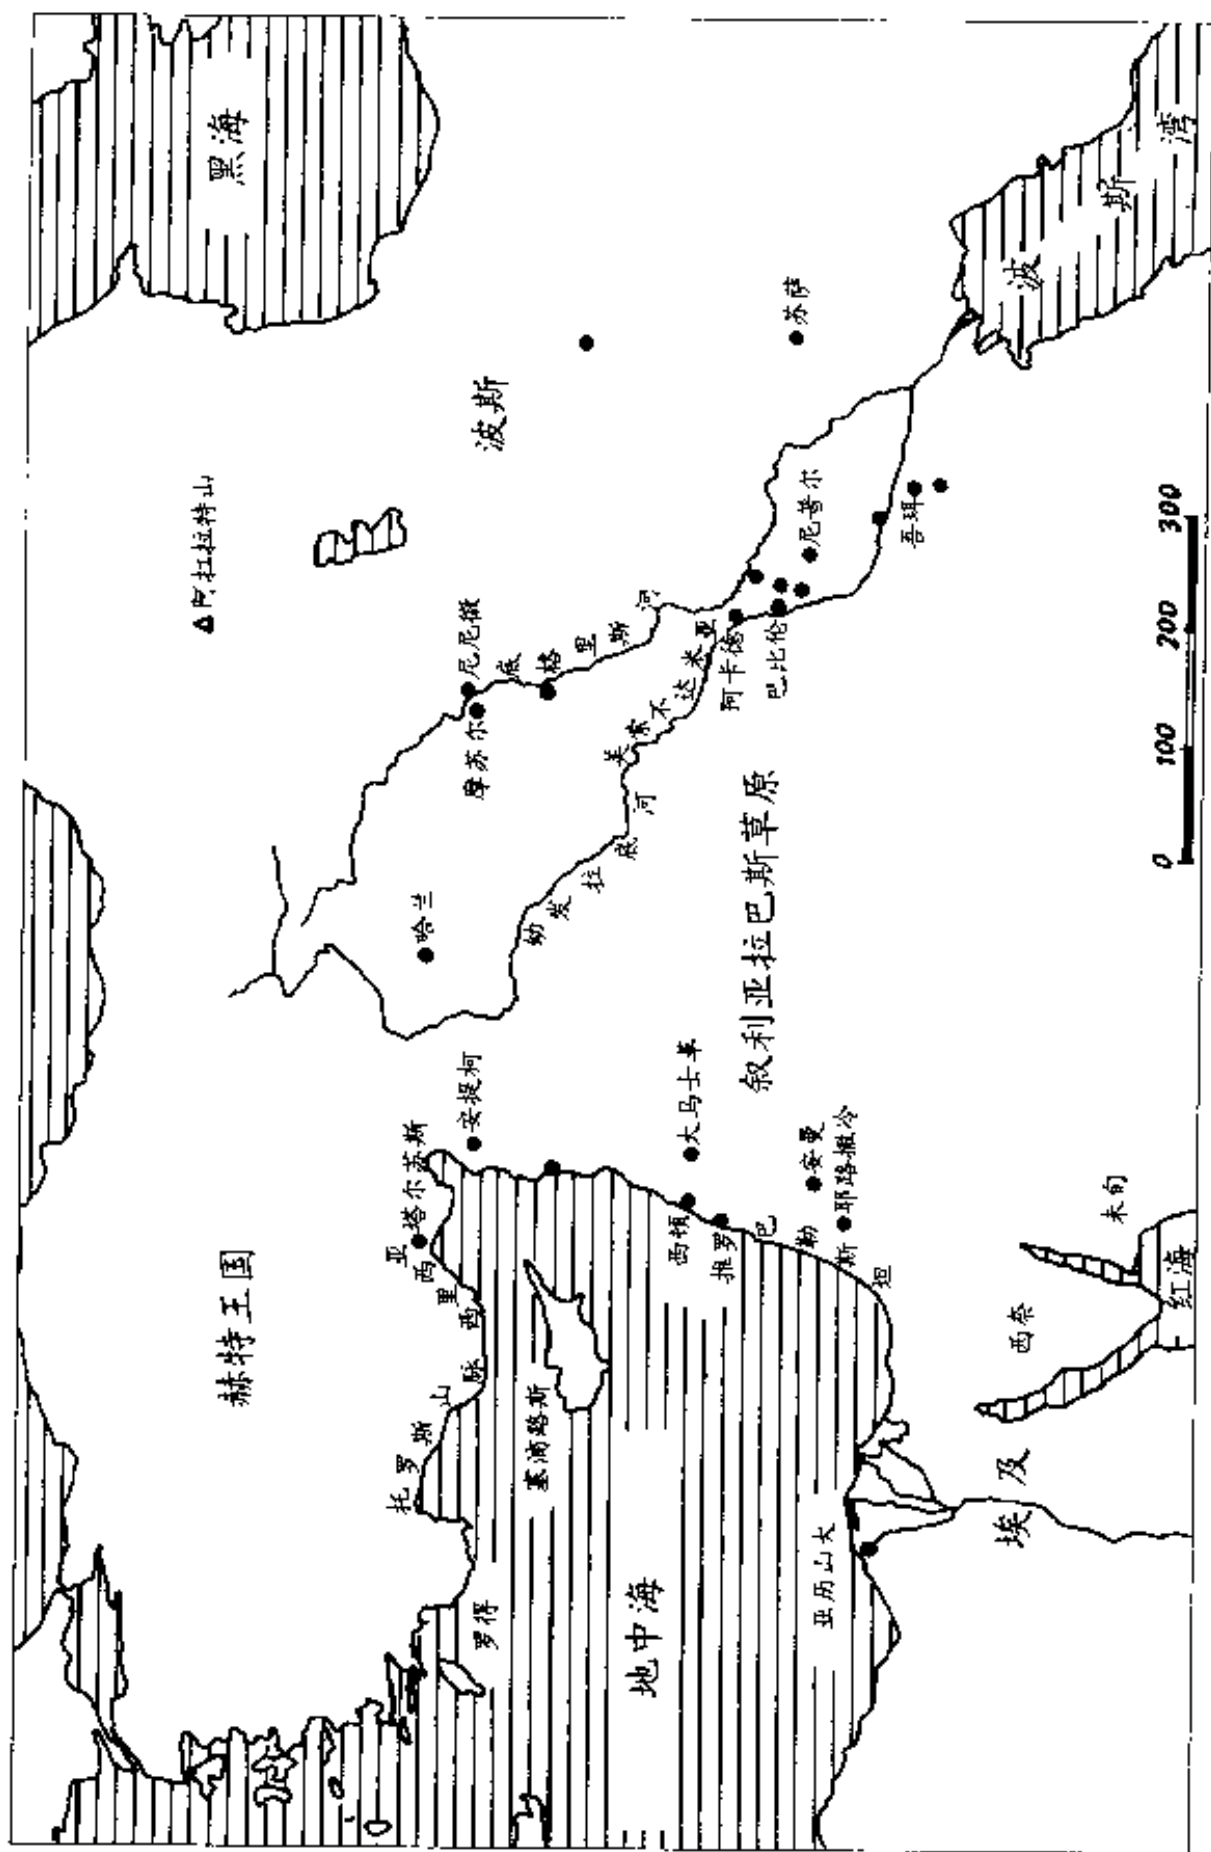 黑海
阿拉拉特山
赫特王国
波斯
尼尼微
摩苏尔
底格里斯河
哈兰
安提柯
塔尔苏斯
亚西里西
托罗斯山脉
罗得
塞浦路斯
地中海
幼发拉底河
美索不达米亚
阿卡德
巴比伦
尼普尔
吾珥
苏萨
波斯湾
叙利亚拉巴斯草原
大马士革
西顿
推罗
安曼
耶路撒冷
巴勒斯坦
亚历山大
埃及
西奈
未旬
红海
0 100 200 300